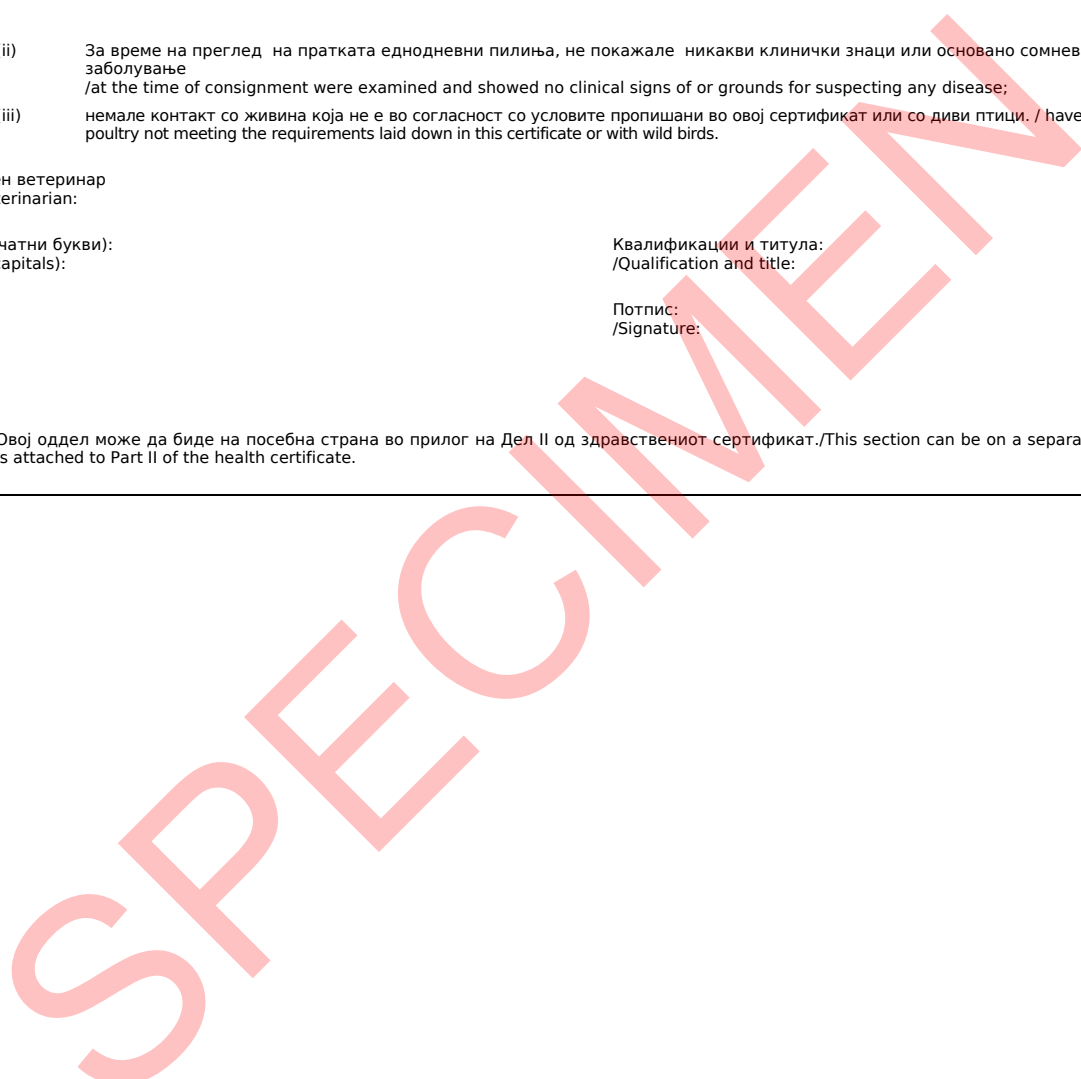 ii)
За време на преглед на пратката еднодневни пилиња, не покажале никакви клинички знаци или основано сомнев
заболување
/at the time of consignment were examined and showed no clinical signs of or grounds for suspecting any disease;
iii)
немале контакт со живина која не е во согласност со условите пропишани во овој сертификат или со диви птици. / have
poultry not meeting the requirements laid down in this certificate or with wild birds.
ен ветеринар
erinarian:
чатни букви):
apitals):
Квалификации и титула:
/Qualification and title:
Потпис:
/Signature:
Овој оддел може да биде на посебна страна во прилог на Дел II од здравствениот сертификат./This section can be on a separa
s attached to Part II of the health certificate.
SPECIMEN